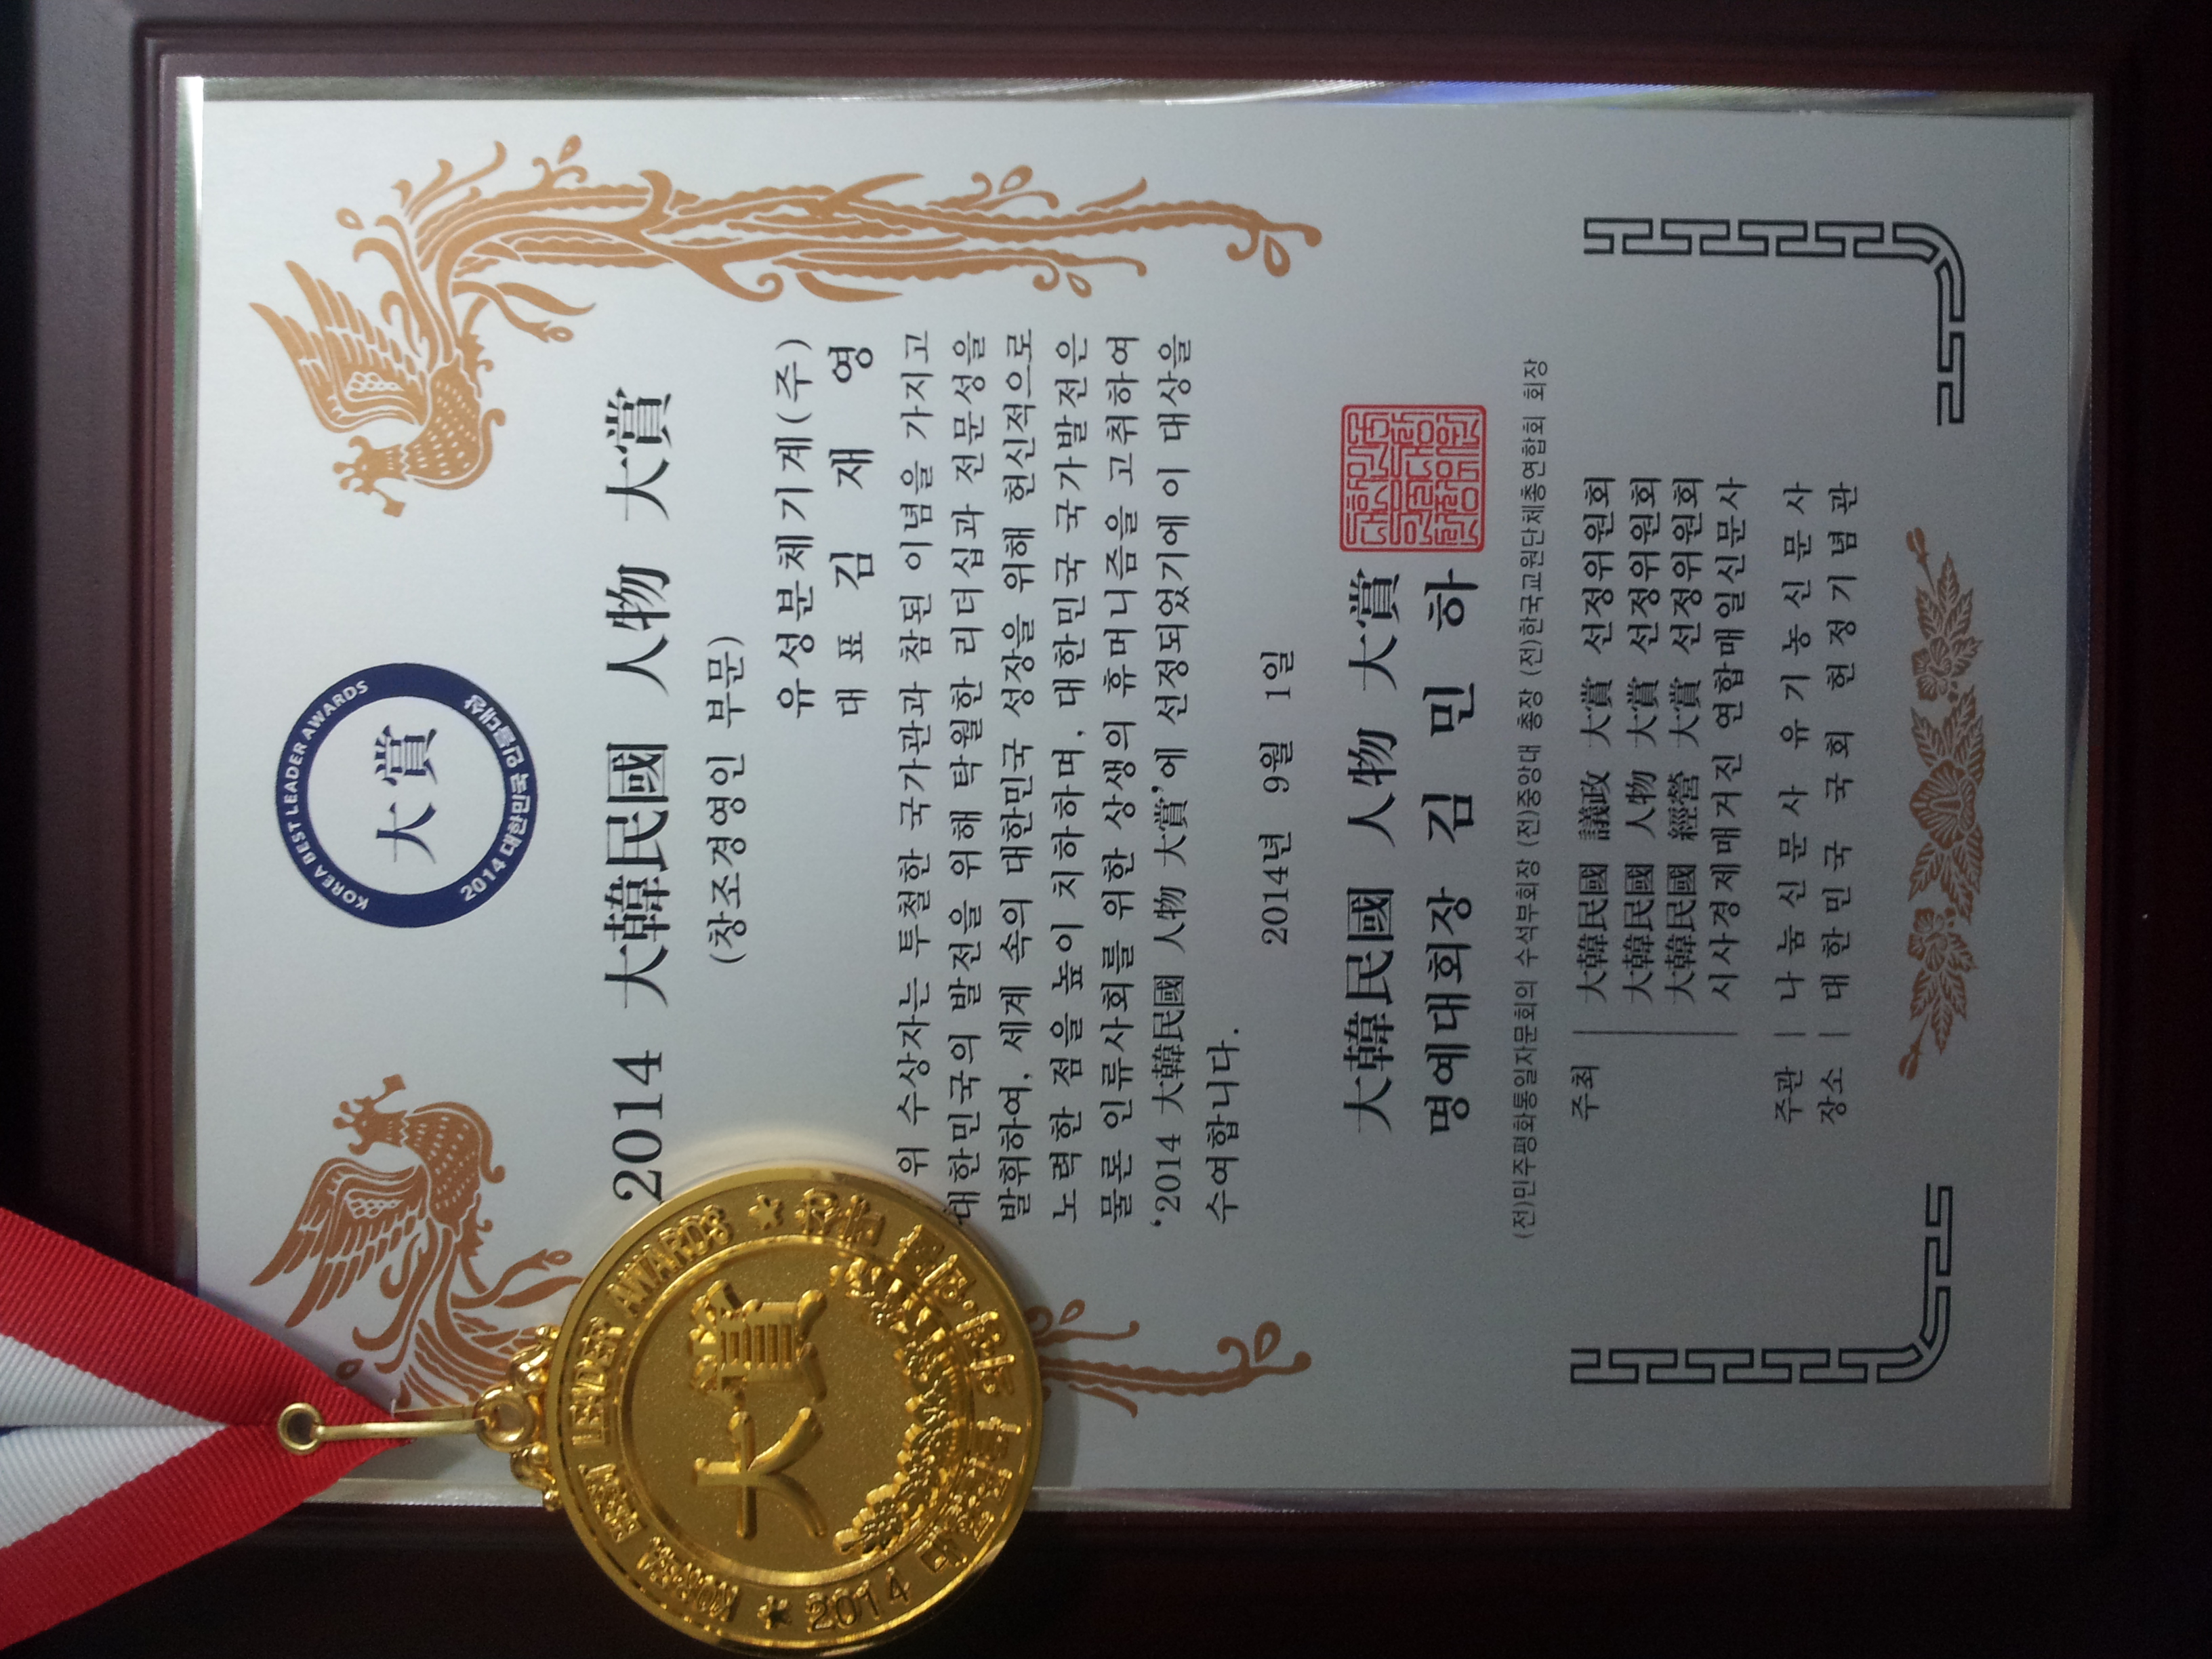 KOREA BEST LEADER AWARDS
大賞
2014 대한민국 인물대상
2014 大韓民國 人物 大賞
(창조경영인 부문)
유성분체기계(주)
대 표 김 재 영
위 수상자는 투철한 국가관과 참된 이념을 가지고
대한민국의 발전을 위해 탁월한 리더십과 전문성을
발휘하여, 세계 속의 대한민국 성장을 위해 헌신적으로
노력한 점을 높이 치하하며, 대한민국 국가발전은
물론 인류사회를 위한 상생의 휴머니즘을 고취하여
‘2014 大韓民國 人物 大賞’에 선정되었기에 이 대상을
수여합니다.
2014년 9월 1일
大韓民國 人物 大賞
명예대회장 김 민 하
(전)민주평화통일자문회의 수석부회장 (전)중앙대 총장 (전)한국교원단체총연합회 회장
주최 | 大韓民國 議政 大賞 선정위원회
大韓民國 人物 大賞 선정위원회
大韓民國 經營 大賞 선정위원회
시사경제매거진 연합매일신문사
주관 | 나눔신문사 유기농신문사
장소 | 대한민국 국회 헌정기념관
KOREA BEST LEADER AWARDS
大賞
2014 대한민국 의정·